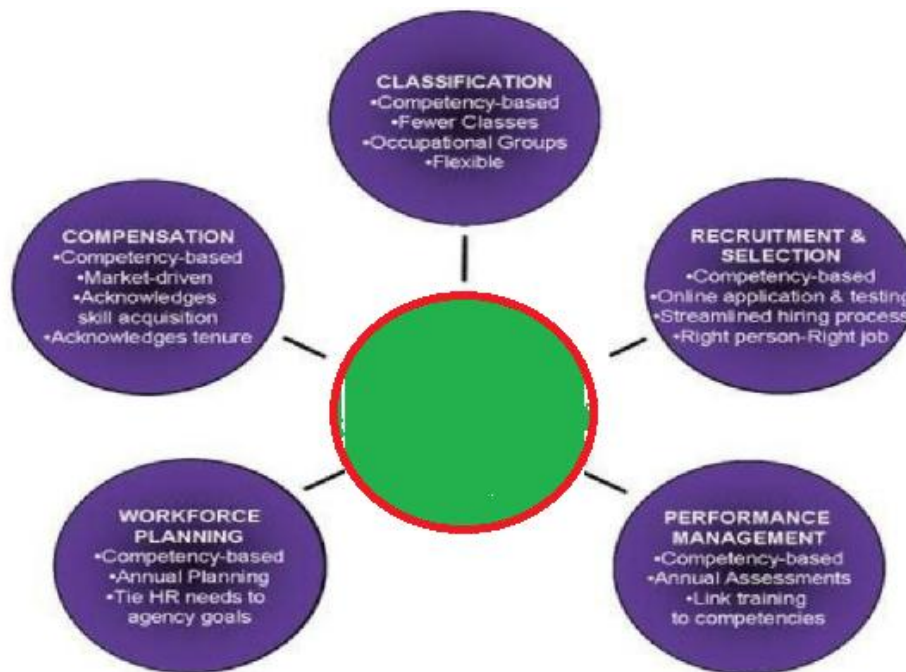 CLASSIFICATION
•Competency-based
•Fewer Classes
•Occupational Groups
•Flexible
COMPENSATION
•Competency-based
•Market-driven
•Acknowledges
skill acquisition
•Acknowledges tenure
RECRUITMENT &
SELECTION
•Competency-based
•Online application & testing
•Streamlined hiring process
•Right person-Right job
WORKFORCE
PLANNING
•Competency-based
•Annual Planning
•Tie HR needs to
agency goals
PERFORMANCE
MANAGEMENT
•Competency-based
•Annual Assessments
•Link training
to competencies